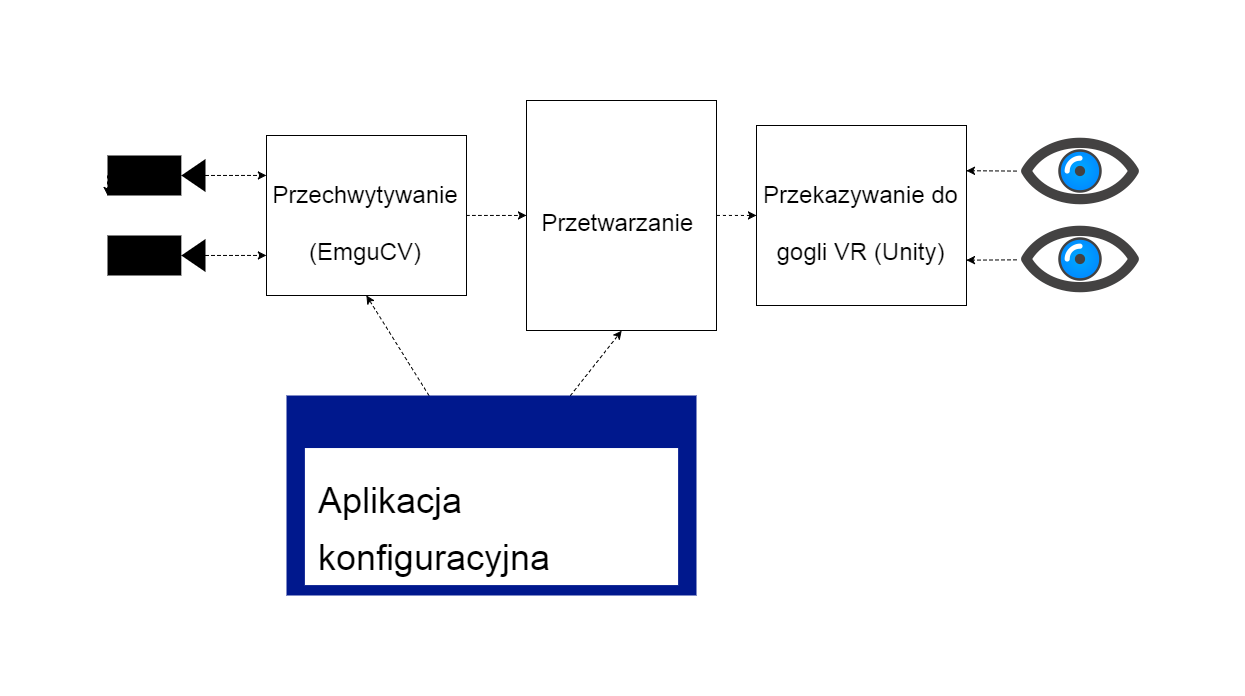 Przechwytywanie
(EmguCV)
Przetwarzanie
Przekazywanie do
gogli VR (Unity)
Aplikacja
konfiguracyjna